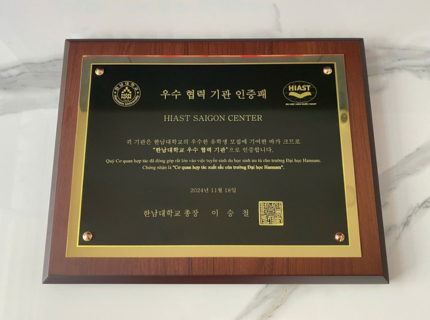 우수 협력 기관 인증패
HIAST
HIAST SAIGON CENTER
귀 기관은 한남대학교의 우수한 유학생 모집에 기여한 바가 크므로
"한남대학교 우수 협력 기관"으로 인증합니다.
Quý Cơ quan hợp tác đã đóng góp rất lớn vào việc tuyển sinh du học sinh ưu tú cho trường Đại học Hannam.
Chứng nhận là "Cơ quan hợp tác xuất sắc của trường Đại học Hannam".
2024년 11월 18일
한남대학교 총장 이 승 철